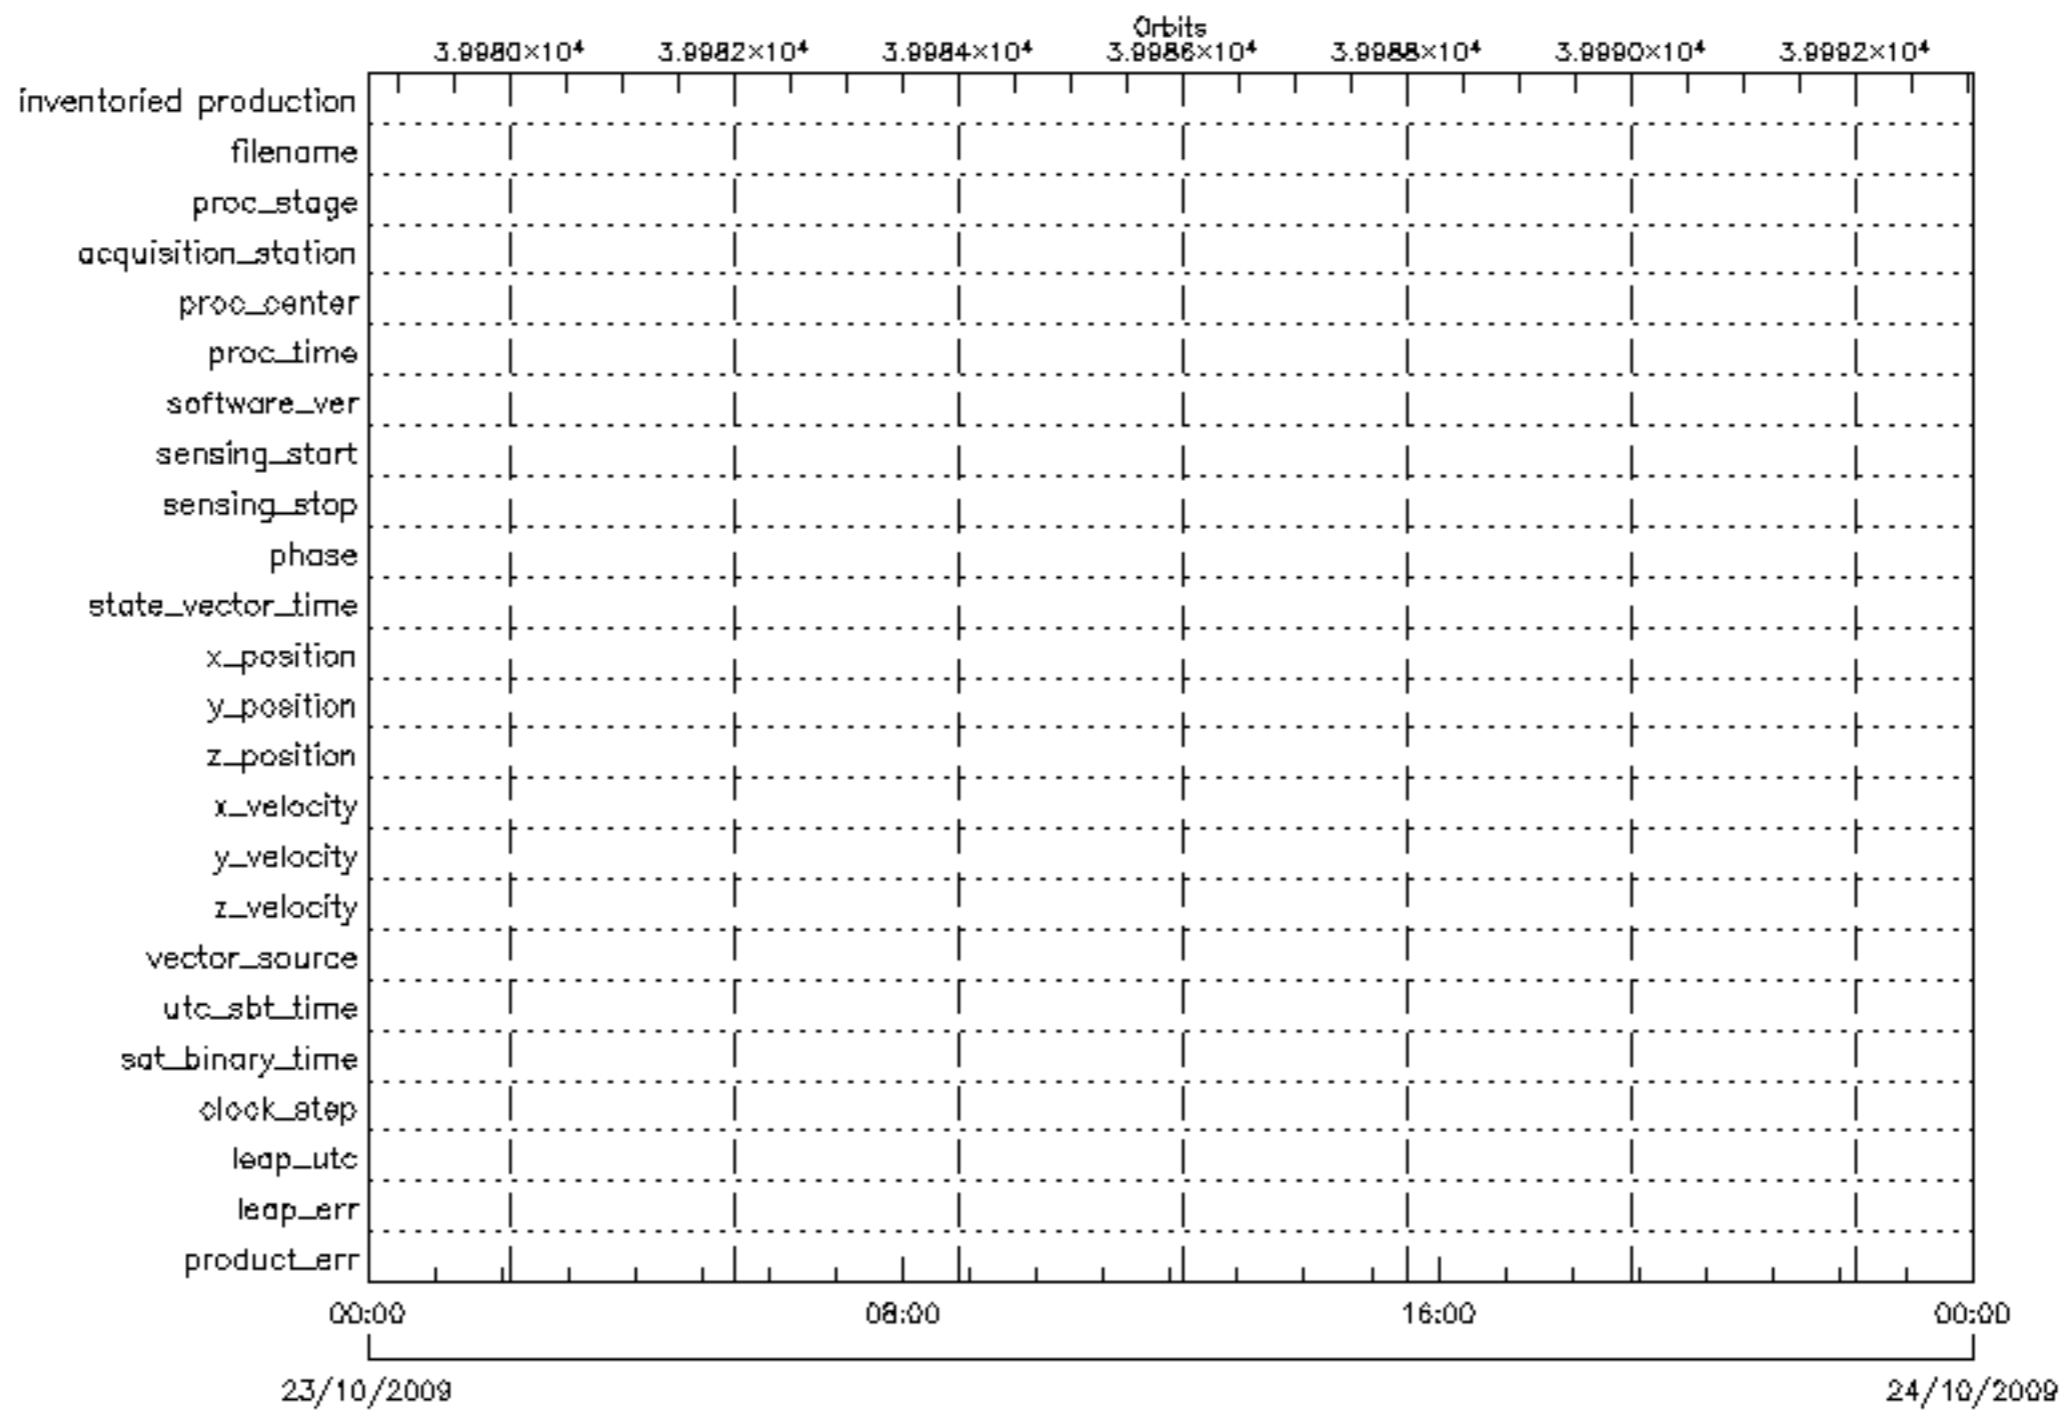 Orbits
3.9980×10⁴ 3.9982×10⁴ 3.9984×10⁴ 3.9986×10⁴ 3.9988×10⁴ 3.9990×10⁴ 3.9992×10⁴
inventoried production
filename
proc_stage
acquisition_station
proc_center
proc_time
software_ver
sensing_start
sensing_stop
phase
state_vector_time
x_position
y_position
z_position
x_velocity
y_velocity
z_velocity
vector_source
utc_sbt_time
sat_binary_time
clock_step
leap_utc
leap_err
product_err
00:00 08:00 16:00 00:00
23/10/2009 24/10/2009